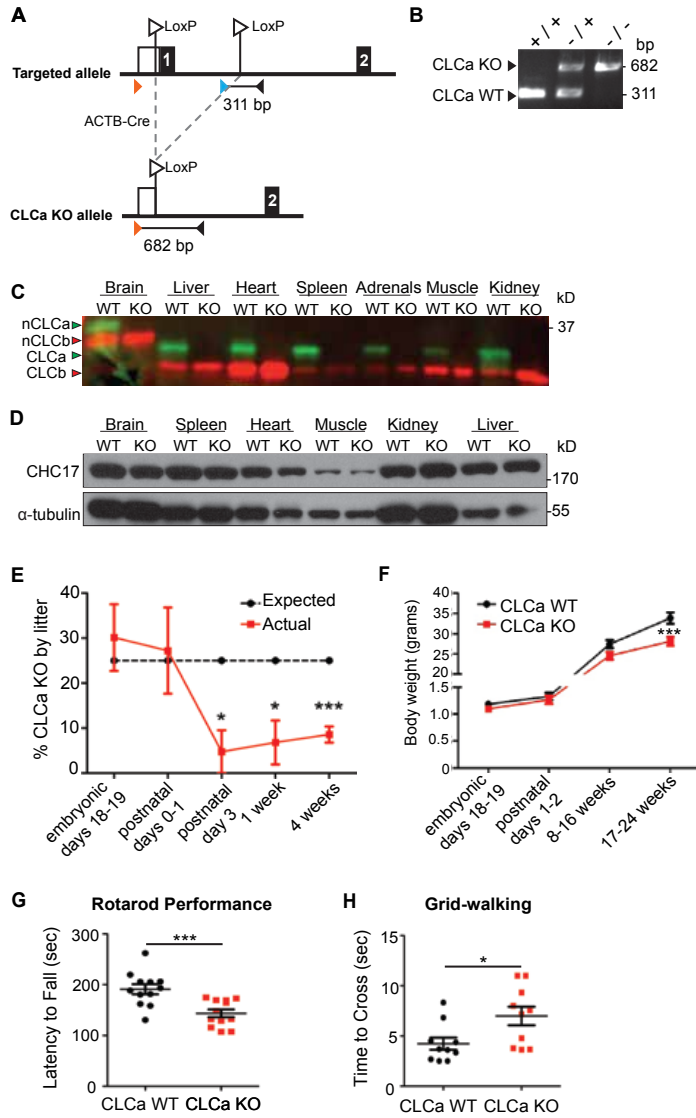 A
LoxP
LoxP
1
2
Targeted allele
311 bp
ACTB-Cre
LoxP
2
CLCa KO allele
682 bp
B
+/+
-/+
-/-
bp
CLCa KO
682
CLCa WT
311
C
Brain Liver Heart Spleen Adrenals Muscle Kidney
kD
WT KO WT KO WT KO WT KO WT KO WT KO WT KO
nCLCa
37
nCLCb
CLCa
CLCb
D
Brain Spleen Heart Muscle Kidney Liver
WT KO WT KO WT KO WT KO WT KO WT KO
kD
CHC17
170
α-tubulin
55
E
% CLCa KO by litter
40
30
20
10
0
Expected
Actual
*
*
***
embryonic
days 18-19
postnatal
days 0-1
postnatal
day 3
1 week
4 weeks
F
Body weight (grams)
40
35
30
25
20
1.5
1.0
0.5
0.0
CLCa WT
CLCa KO
***
embryonic
days 18-19
postnatal
days 1-2
8-16 weeks
17-24 weeks
G
Rotarod Performance
Latency to Fall (sec)
300
200
100
0
***
CLCa WT CLCa KO
H
Grid-walking
Time to Cross (sec)
15
10
5
0
*
CLCa WT CLCa KO